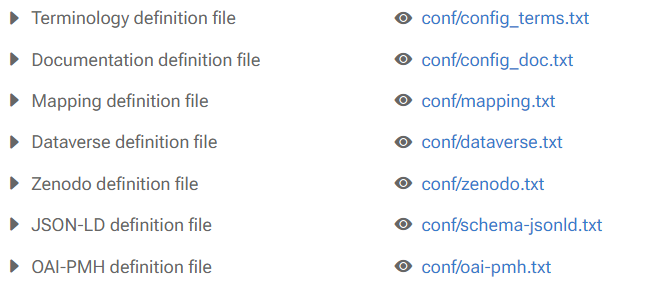 Terminology definition file conf/config_terms.txt
Documentation definition file conf/config_doc.txt
Mapping definition file conf/mapping.txt
Dataverse definition file conf/dataverse.txt
Zenodo definition file conf/zenodo.txt
JSON-LD definition file conf/schema-jsonld.txt
OAI-PMH definition file conf/oai-pmh.txt